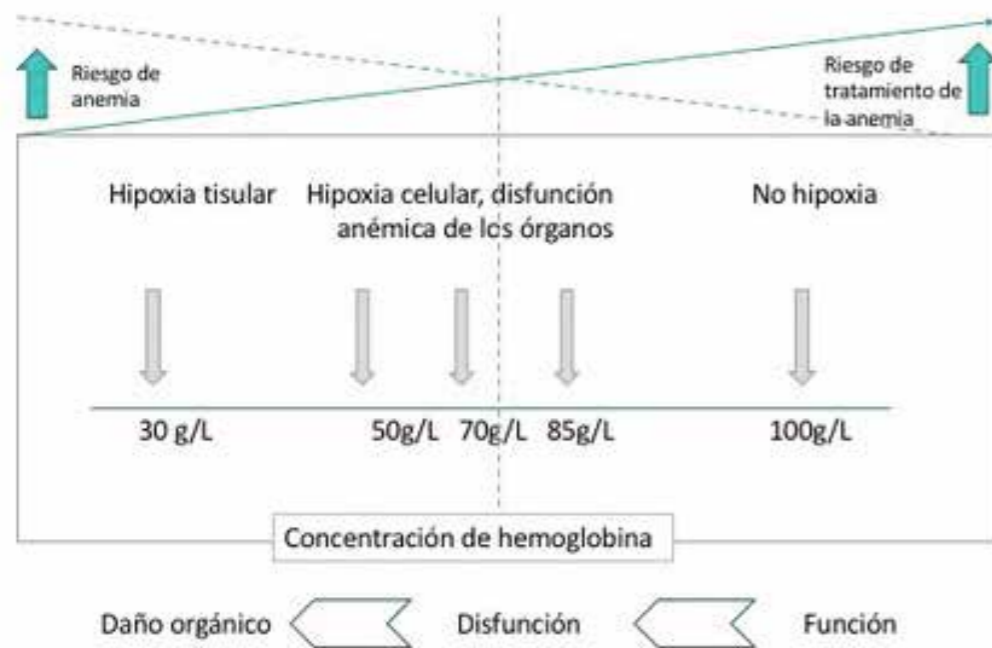 Riesgo de
anemia
Riesgo de
tratamiento de
la anemia
Hipoxia tisular
Hipoxia celular, disfunción
anémica de los órganos
No hipoxia
30 g/L
50g/L
70g/L
85g/L
100g/L
Concentración de hemoglobina
Daño orgánico
Disfunción
Función